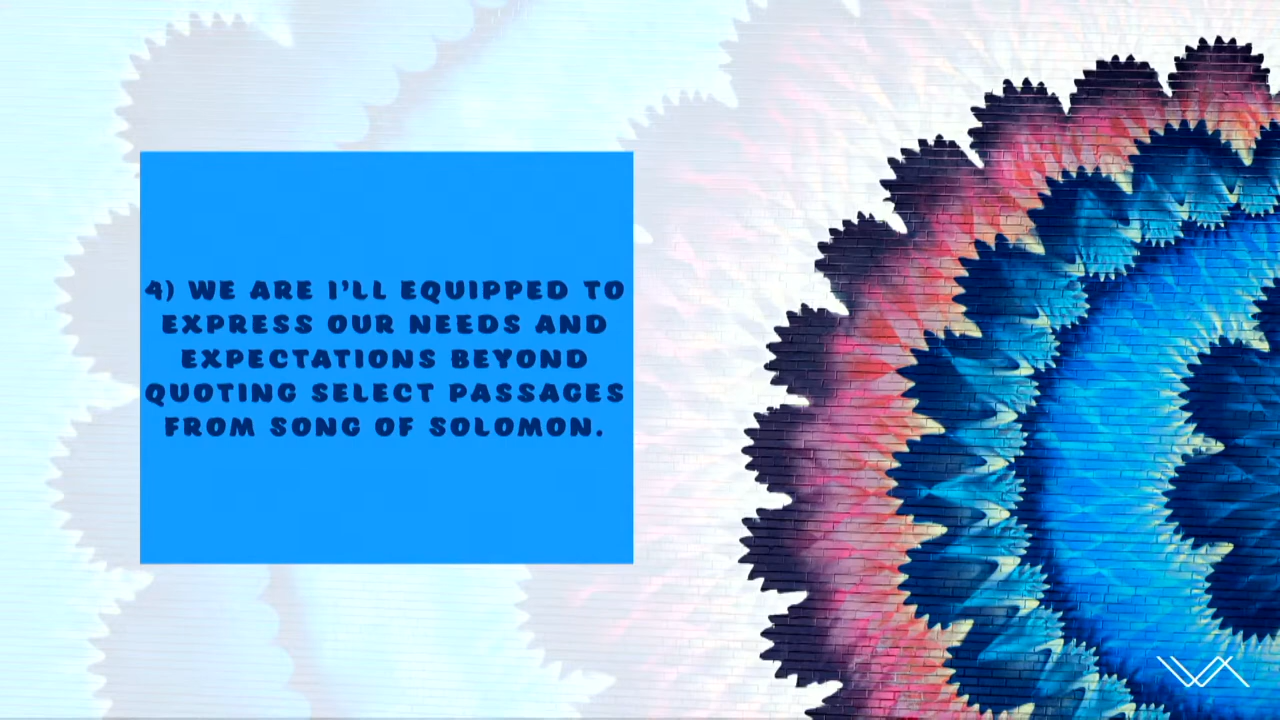 4) WE ARE I'LL EQUIPPED TO
EXPRESS OUR NEEDS AND
EXPECTATIONS BEYOND
QUOTING SELECT PASSAGES
FROM SONG OF SOLOMON.